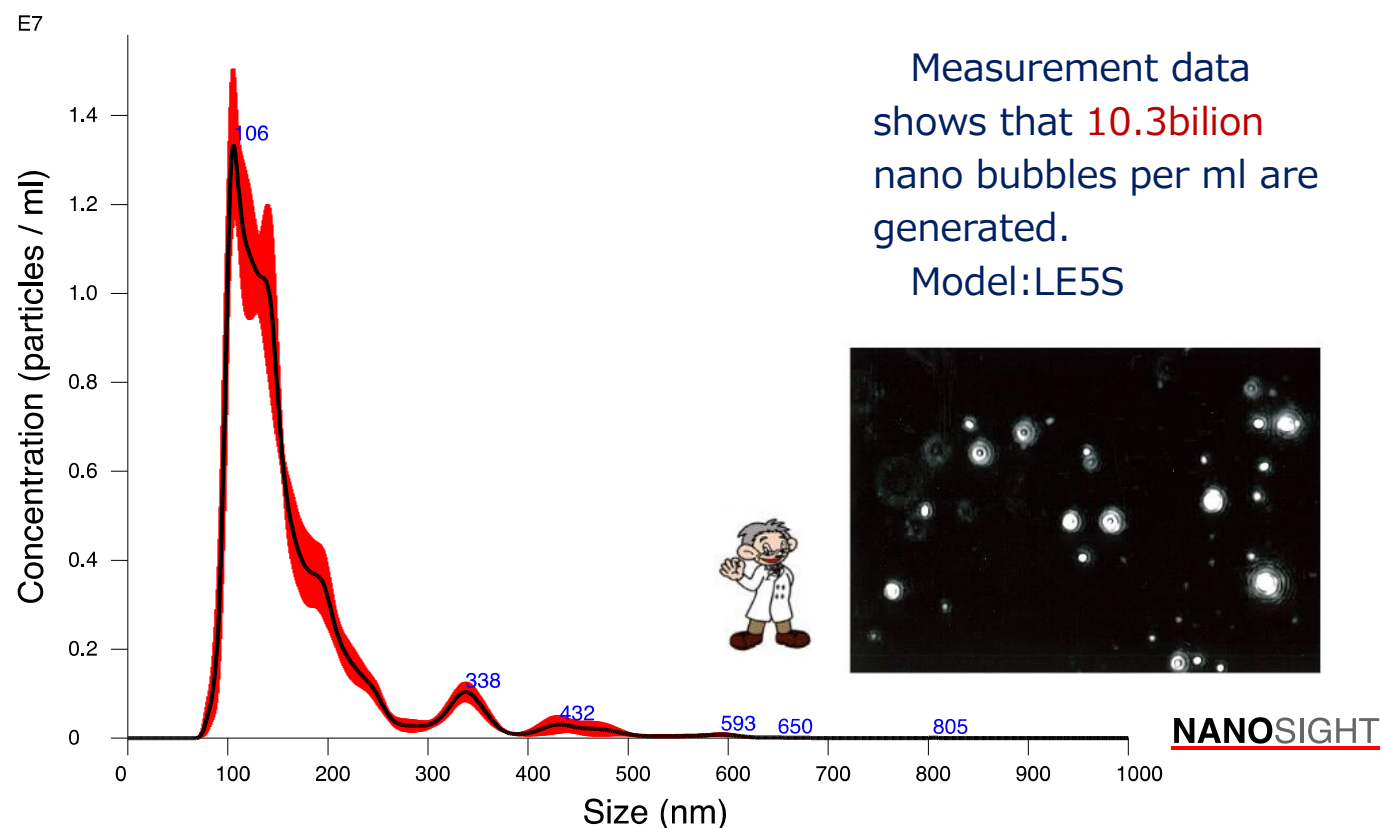 E7
Measurement data
shows that 10.3bilion
nano bubbles per ml are
generated.
Model:LE5S
Concentration (particles / ml)
1.4
1.2
1.0
0.8
0.6
0.4
0.2
0
106
338
432
593
650
805
0 100 200 300 400 500 600 700 800 900 1000
Size (nm)
NANOSIGHT